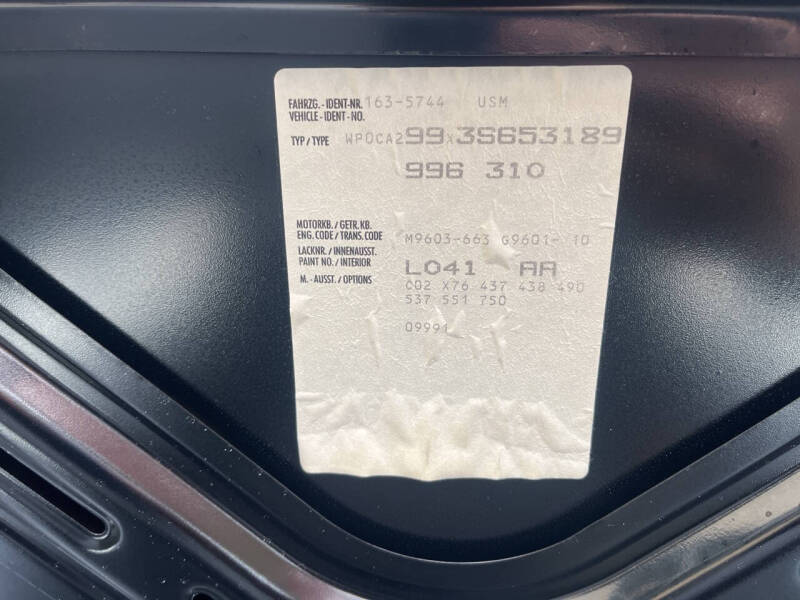 FAHRZG. - IDENT-NR. 163-5744 USM
VEHICLE - IDENT - NO.
TYP / TYPE WP0CA299X3S653189
996 310
MOTORKB. / GETR. KB.
ENG. CODE / TRANS. CODE M9603-663 G9601- 10
LACKNR. / INNENAUSST.
PAINT NO. / INTERIOR L041 AA
M. - AUSST. / OPTIONS C02 X76 437 438 490
537 551 750
09991